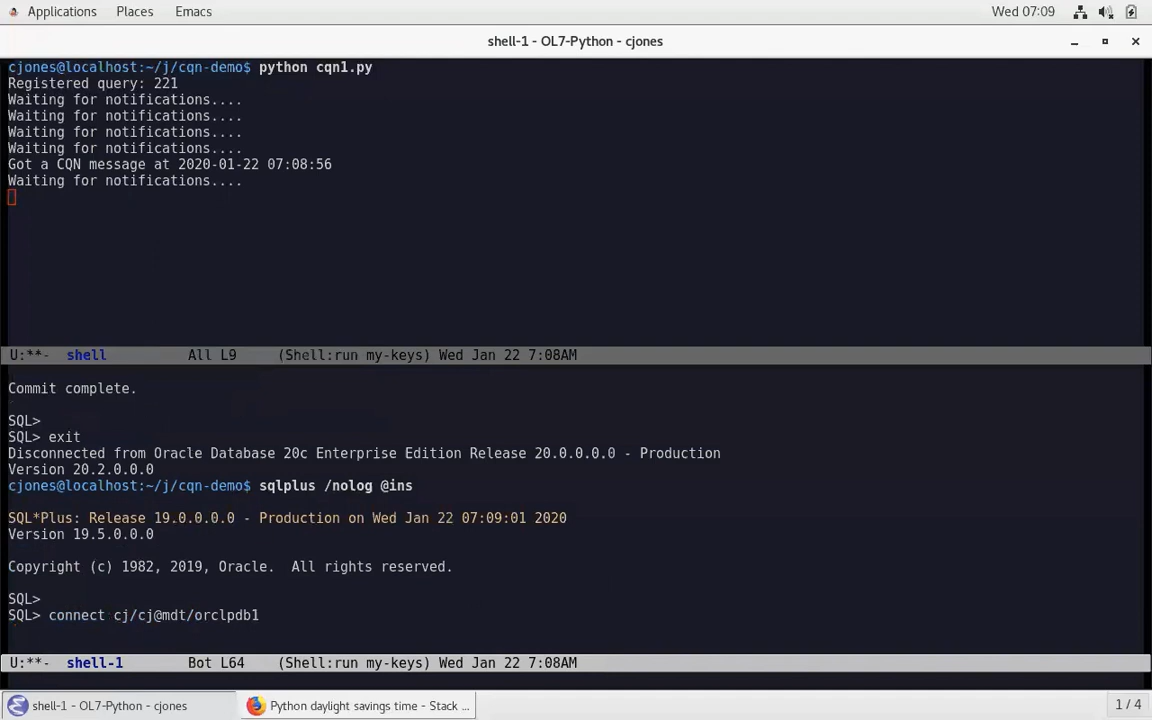 Applications Places Emacs Wed 07:09
shell-1 - OL7-Python - cjones
cjones@localhost:~/j/cqn-demo$ python cqn1.py
Registered query: 221
Waiting for notifications....
Waiting for notifications....
Waiting for notifications....
Waiting for notifications....
Got a CQN message at 2020-01-22 07:08:56
Waiting for notifications....
U:**- shell All L9 (Shell:run my-keys) Wed Jan 22 7:08AM
Commit complete.
SQL>
SQL> exit
Disconnected from Oracle Database 20c Enterprise Edition Release 20.0.0.0.0 - Production
Version 20.2.0.0.0
cjones@localhost:~/j/cqn-demo$ sqlplus /nolog @ins
SQL*Plus: Release 19.0.0.0.0 - Production on Wed Jan 22 07:09:01 2020
Version 19.5.0.0.0
Copyright (c) 1982, 2019, Oracle.  All rights reserved.
SQL>
SQL> connect cj/cj@mdt/orclpdb1
U:**- shell-1 Bot L64 (Shell:run my-keys) Wed Jan 22 7:08AM
shell-1 - OL7-Python - cjones Python daylight savings time - Stack ... 1 / 4